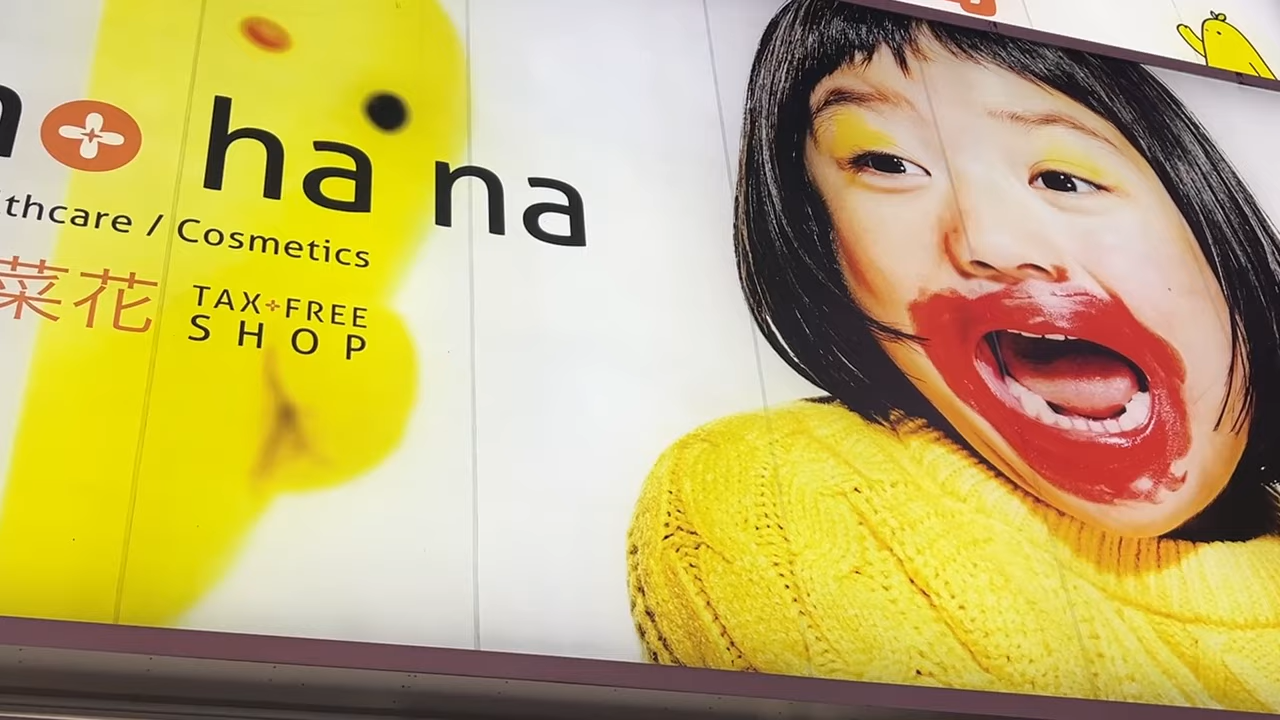 n ha na
thcare / Cosmetics
菜花
TAX+FREE
SHOP